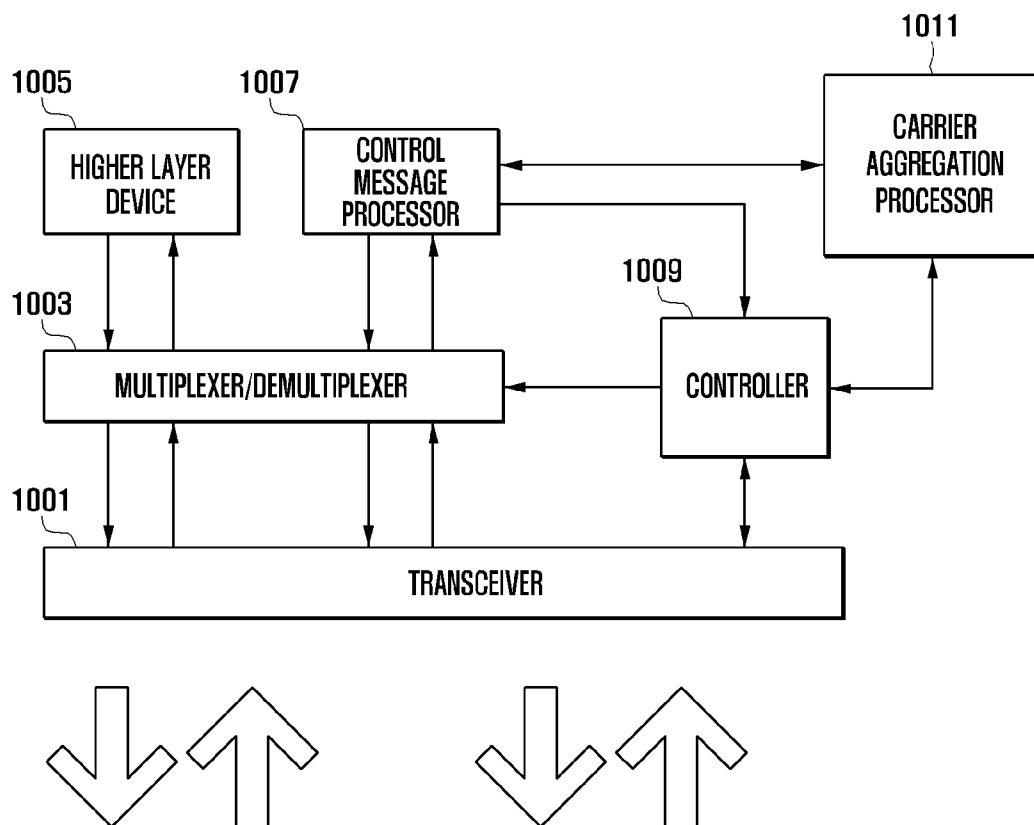 1011
1005
1007
CARRIER
AGGREGATION
PROCESSOR
HIGHER LAYER
DEVICE
CONTROL
MESSAGE
PROCESSOR
1009
1003
MULTIPLEXER/DEMULTIPLEXER
CONTROLLER
1001
TRANSCEIVER